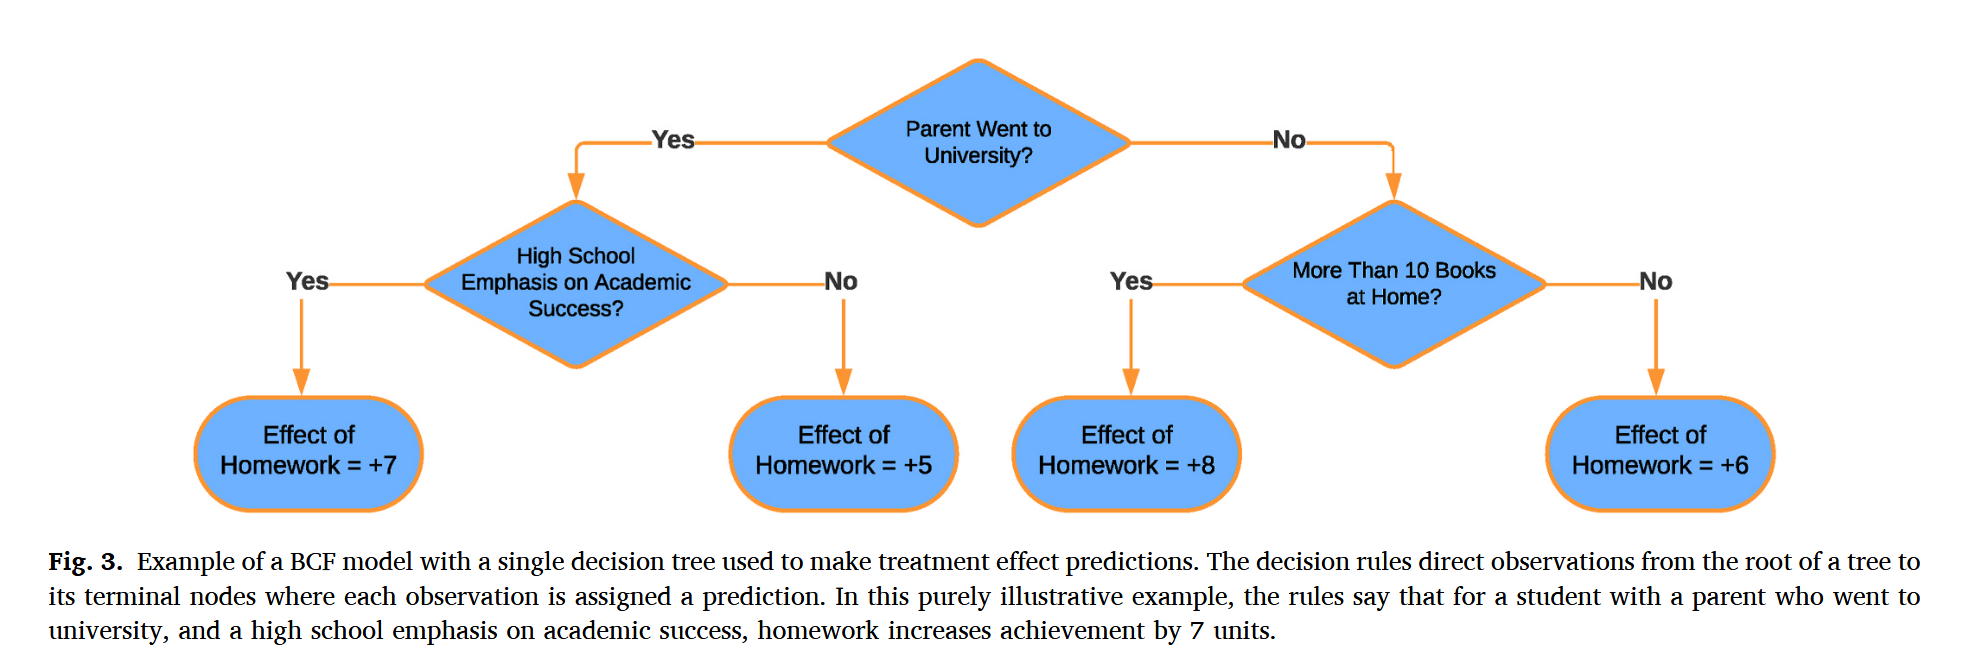 Parent Went to
University?
Yes
No
High School
Emphasis on Academic
Success?
More Than 10 Books
at Home?
Yes
No
Yes
No
Effect of
Homework = +7
Effect of
Homework = +5
Effect of
Homework = +8
Effect of
Homework = +6
Fig. 3. Example of a BCF model with a single decision tree used to make treatment effect predictions. The decision rules direct observations from the root of a tree to
its terminal nodes where each observation is assigned a prediction. In this purely illustrative example, the rules say that for a student with a parent who went to
university, and a high school emphasis on academic success, homework increases achievement by 7 units.